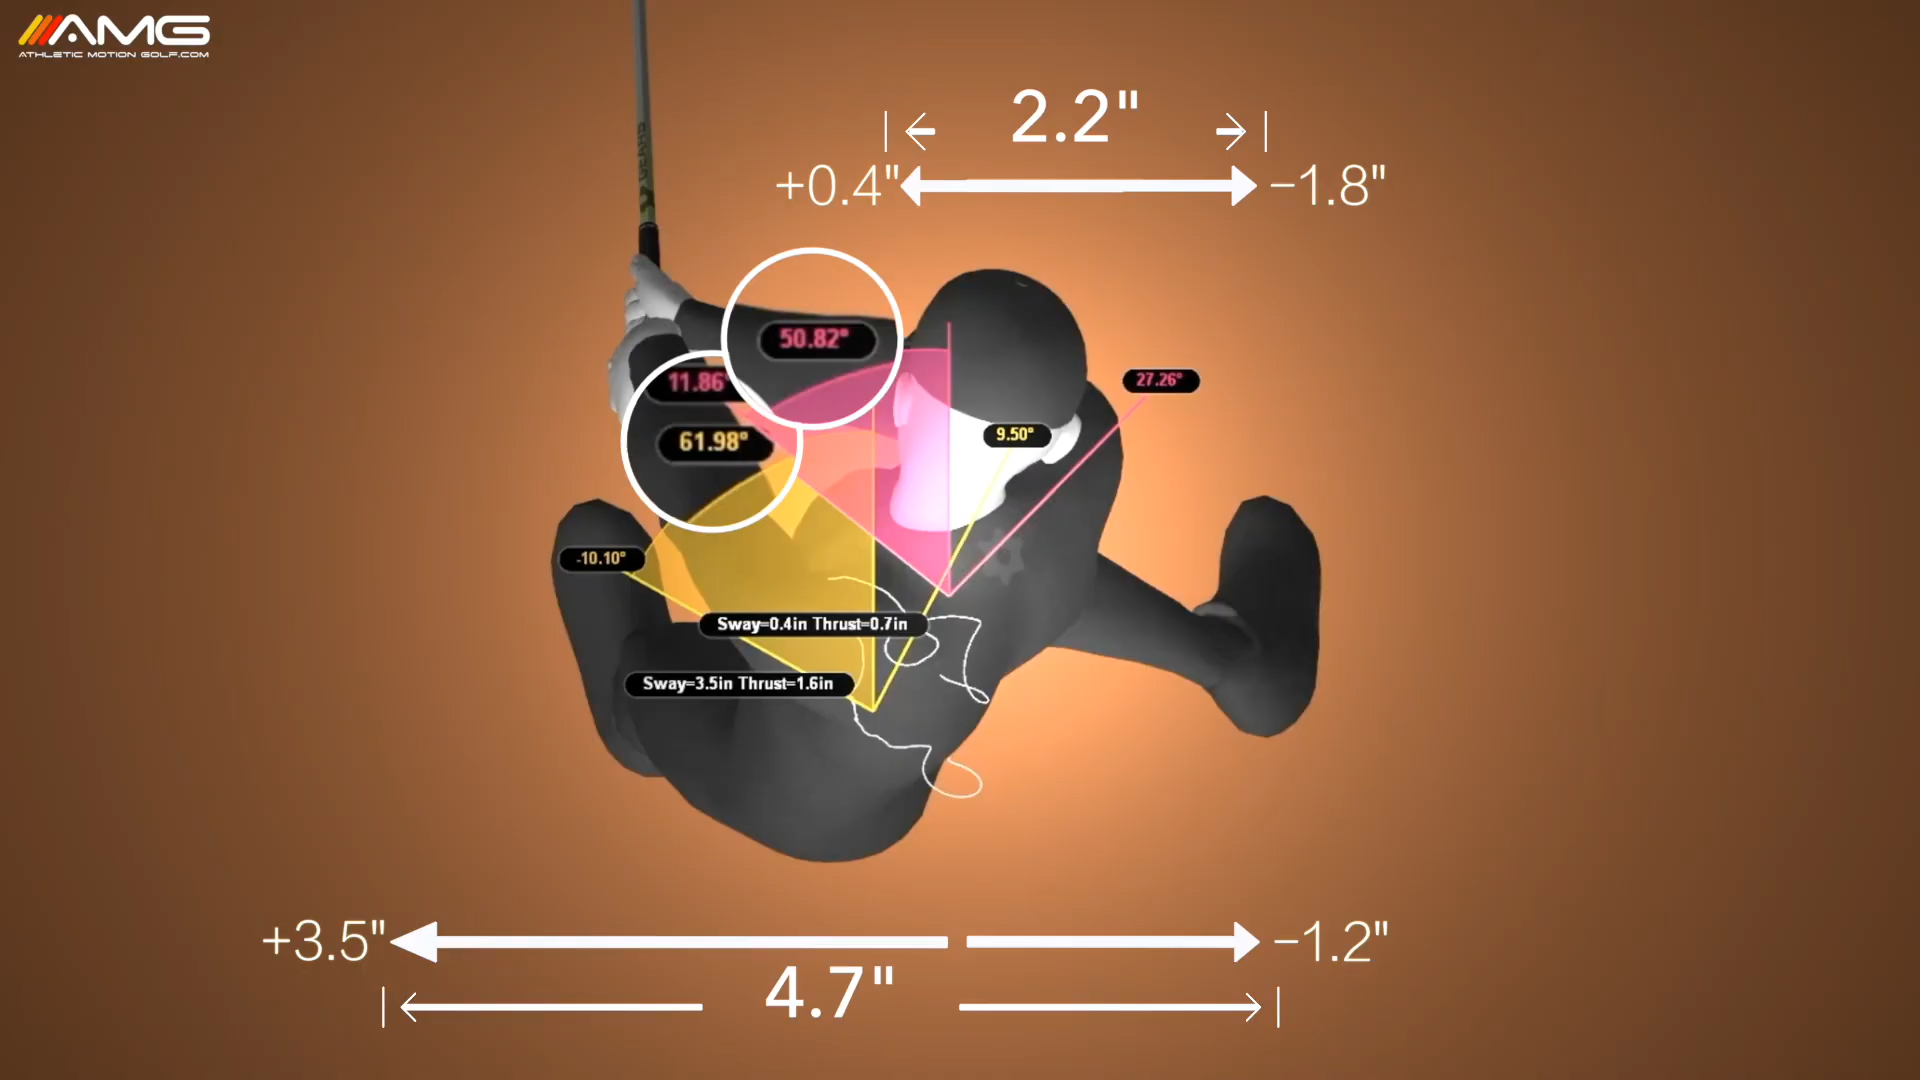 AMG
ATHLETIC MOTION GOLF.COM
2.2"
+0.4"
−1.8"
GEARS
50.82°
11.86°
27.26°
61.98°
9.50°
-10.10°
Sway=0.4in Thrust=0.7in
Sway=3.5in Thrust=1.6in
+3.5"
−1.2"
4.7"